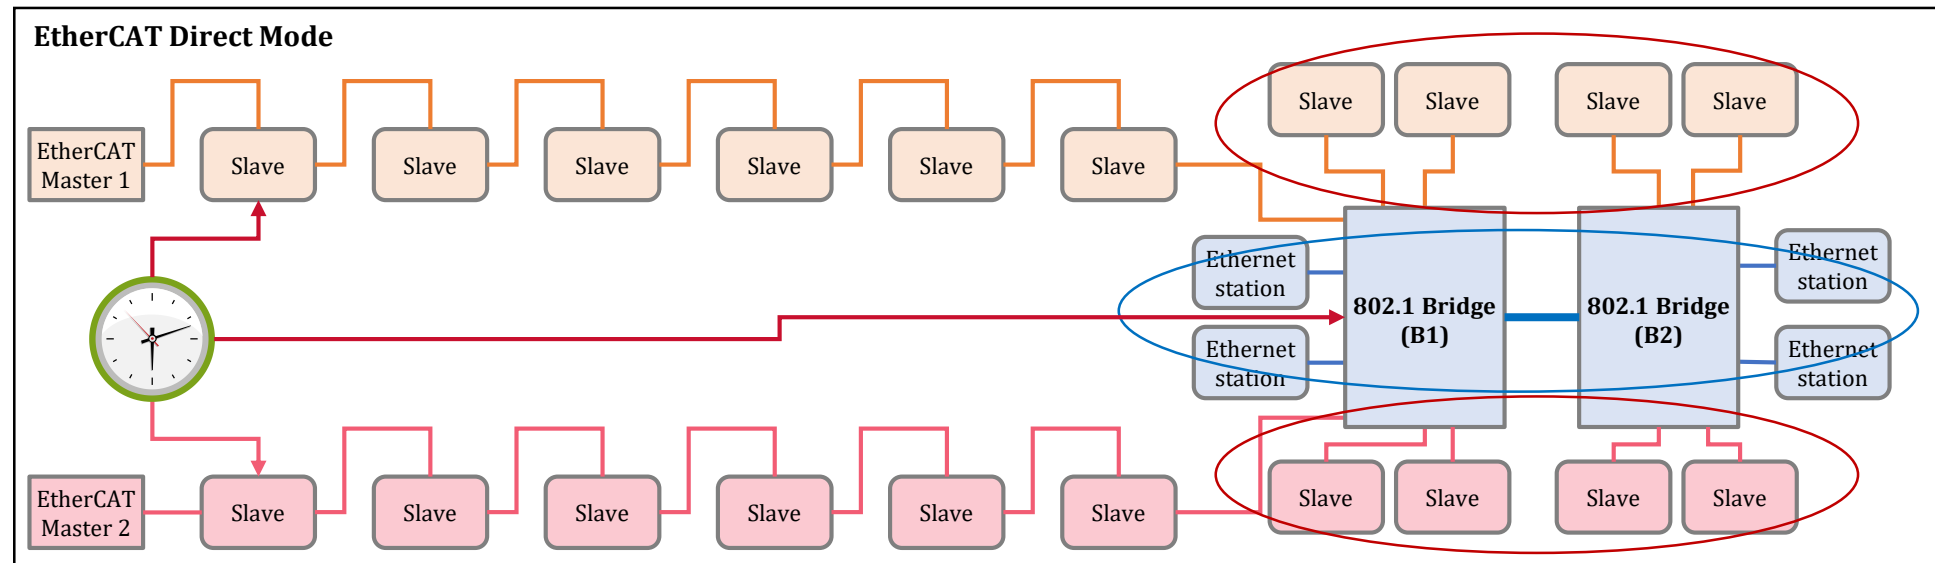 EtherCAT Direct Mode
Slave
Slave
Slave
Slave
EtherCAT
Master 1
Slave
Slave
Slave
Slave
Slave
Slave
Ethernet
station
802.1 Bridge
(B1)
802.1 Bridge
(B2)
Ethernet
station
Ethernet
station
Ethernet
station
EtherCAT
Master 2
Slave
Slave
Slave
Slave
Slave
Slave
Slave
Slave
Slave
Slave